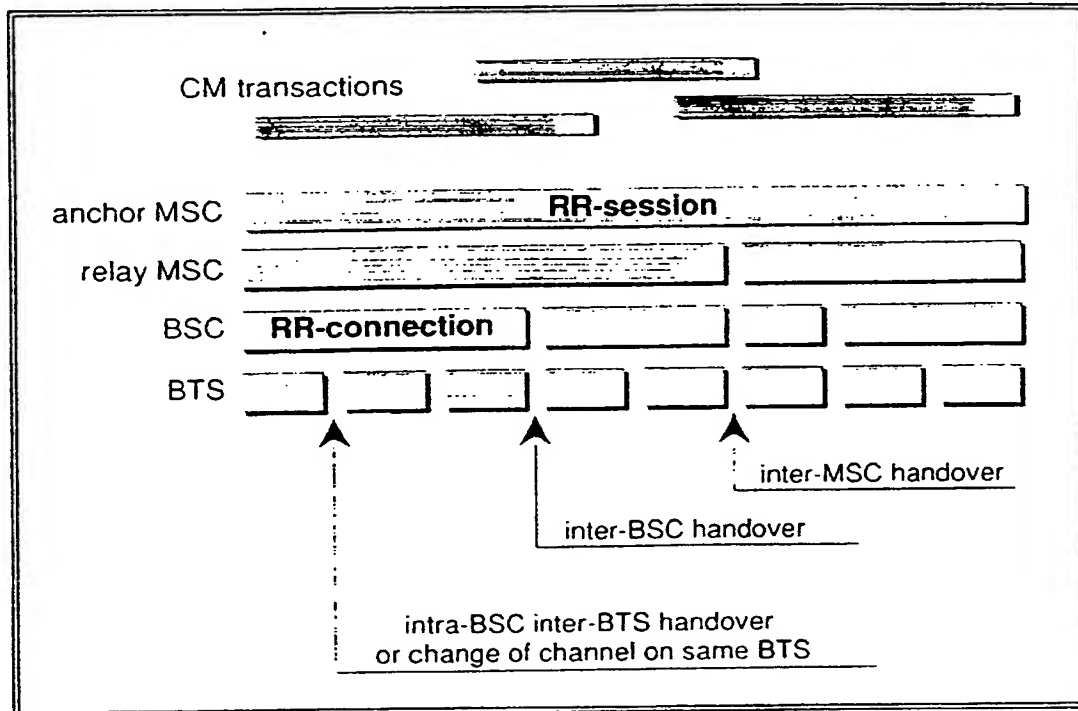 CM transactions
anchor MSC
RR-session
relay MSC
BSC
RR-connection
BTS
inter-MSC handover
inter-BSC handover
intra-BSC inter-BTS handover
or change of channel on same BTS